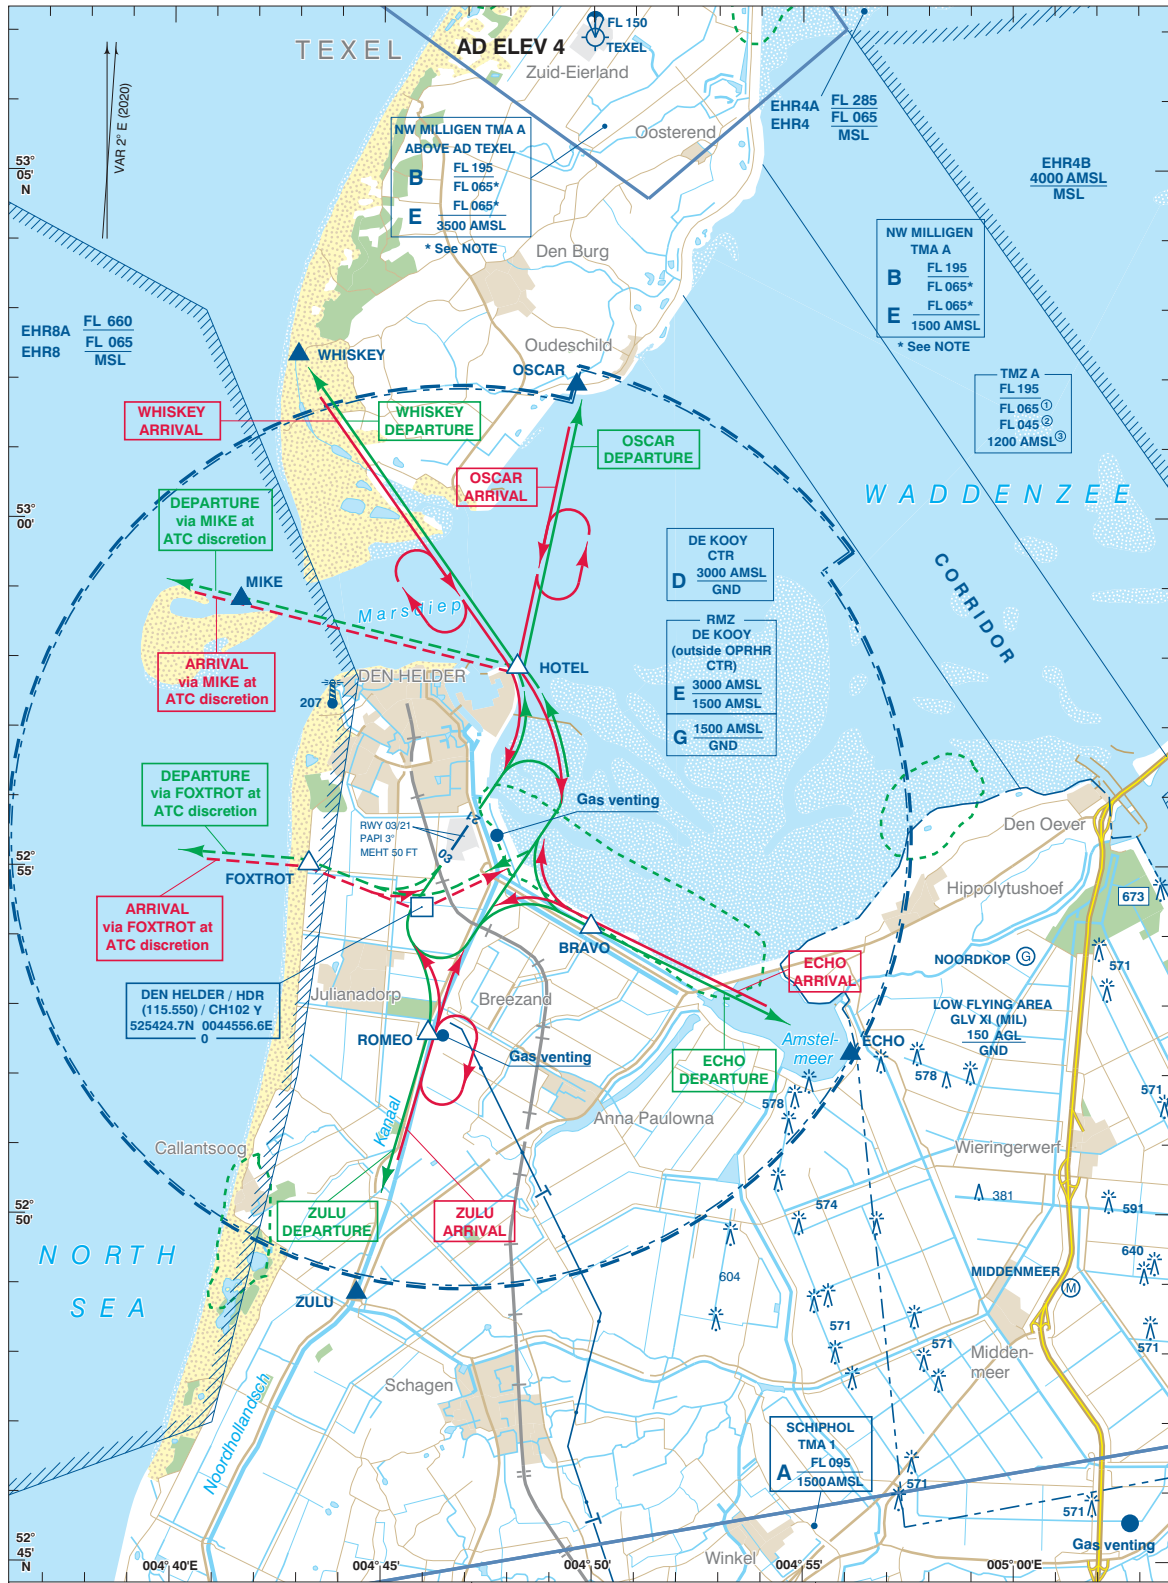 TEXEL
AD ELEV 4
FL 150
TEXEL
Zuid-Eierland
VAR 2° E (2020)
NW MILLIGEN TMA A
ABOVE AD TEXEL
B FL 195
FL 065*
E FL 065*
3500 AMSL
* See NOTE
Oosterend
EHR4A
EHR4
FL 285
FL 065
MSL
EHR4B
4000 AMSL
MSL
53°
05'
N
NW MILLIGEN
TMA A
B FL 195
FL 065*
E FL 065*
1500 AMSL
* See NOTE
Den Burg
EHR8A FL 660
EHR8 FL 065
MSL
WHISKEY
Oudeschild
OSCAR
TMZ A
FL 195
FL 065①
FL 045②
1200 AMSL③
WHISKEY
ARRIVAL
WHISKEY
DEPARTURE
OSCAR
DEPARTURE
OSCAR
ARRIVAL
WADDENZEE
53°
00'
DEPARTURE
via MIKE at
ATC discretion
DE KOOY
CTR
D 3000 AMSL
GND
CORRIDOR
MIKE
Marsdiep
RMZ
DE KOOY
(outside OPRHR
CTR)
E 3000 AMSL
1500 AMSL
G 1500 AMSL
GND
ARRIVAL
via MIKE at
ATC discretion
HOTEL
DEN HELDER
207
DEPARTURE
via FOXTROT at
ATC discretion
Gas venting
RWY 03/21
PAPI 3°
MEHT 50 FT
21
03
Den Oever
52°
55'
FOXTROT
Hippolytushoef
673
ARRIVAL
via FOXTROT at
ATC discretion
BRAVO
ECHO
ARRIVAL
NOORDKOP G
571
DEN HELDER / HDR
(115.550) / CH102 Y
525424.7N 0044556.6E
0
Julianadorp
Breezand
LOW FLYING AREA
GLV XI (MIL)
150 AGL
GND
ROMEO
Gas venting
Amstel-
meer
ECHO
ECHO
DEPARTURE
578
578
571
Anna Paulowna
Kanaal
Callantsoog
Wieringerwerf
381
591
574
52°
50'
ZULU
DEPARTURE
ZULU
ARRIVAL
NORTH
SEA
640
604
MIDDENMEER
M
ZULU
571
571
571
Midden-
meer
Schagen
Noordhollandsch
SCHIPHOL
TMA 1
A FL 095
1500 AMSL
571
571
Gas venting
Winkel
52°
45'
N
004° 40'E
004° 45'
004° 50'
004° 55'
005° 00'E